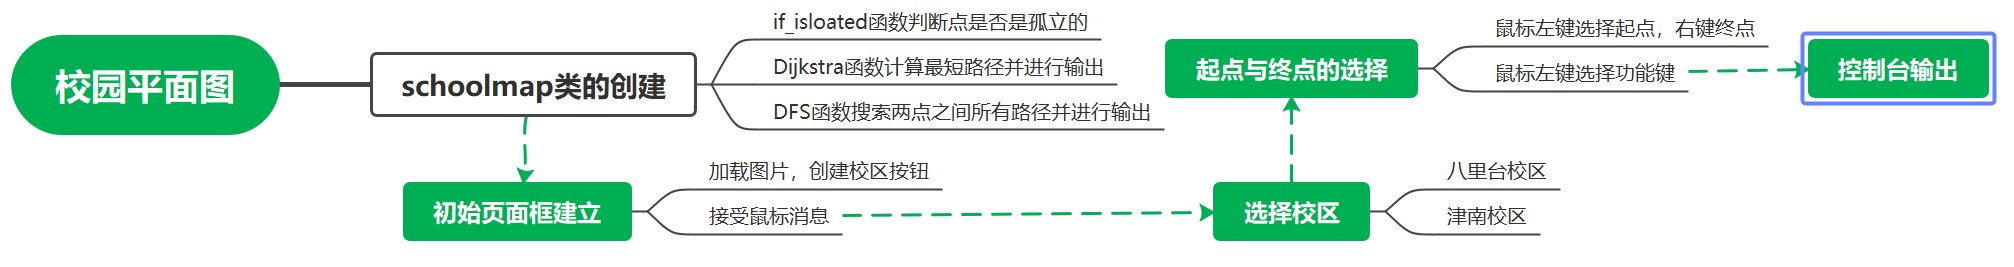 校园平面图
schoolmap类的创建
if_isloated函数判断点是否是孤立的
Dijkstra函数计算最短路径并进行输出
DFS函数搜索两点之间所有路径并进行输出
初始页面框建立
加载图片，创建校区按钮
接受鼠标消息
选择校区
八里台校区
津南校区
起点与终点的选择
鼠标左键选择起点，右键终点
鼠标左键选择功能键
控制台输出